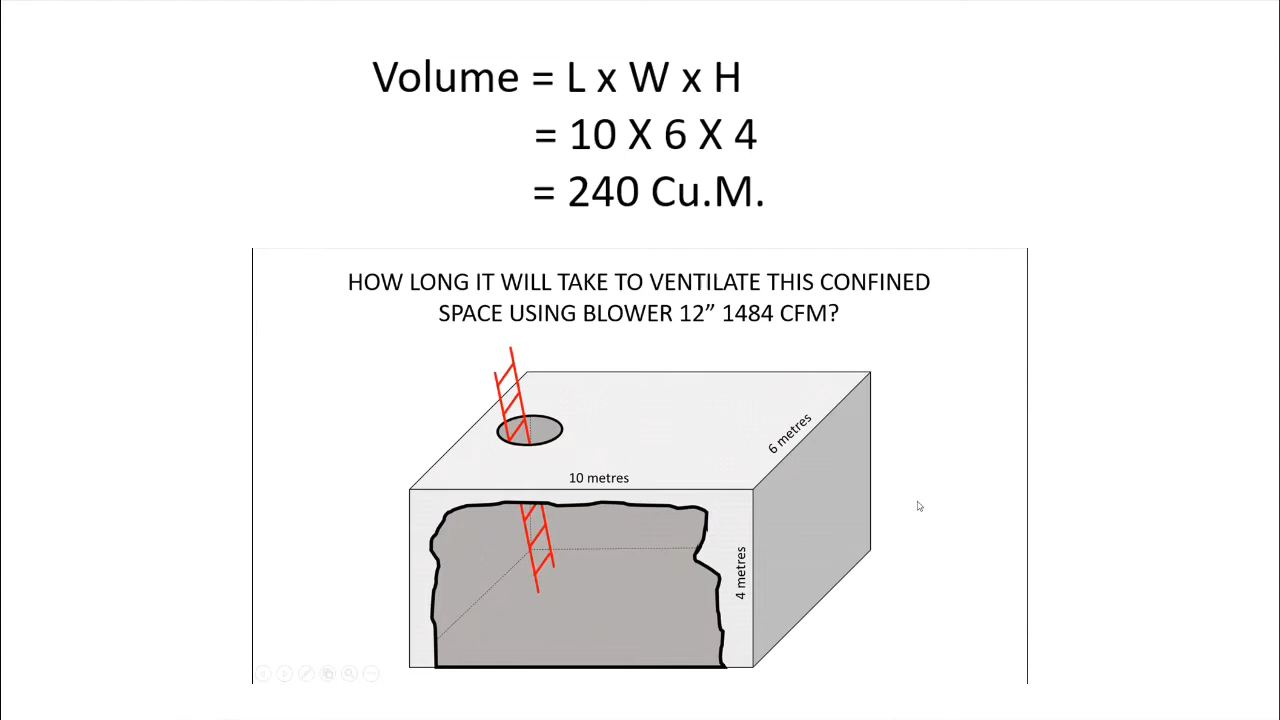 Volume = L x W x H
= 10 X 6 X 4
= 240 Cu.M.
HOW LONG IT WILL TAKE TO VENTILATE THIS CONFINED
SPACE USING BLOWER 12” 1484 CFM?
6 metres
10 metres
4 metres